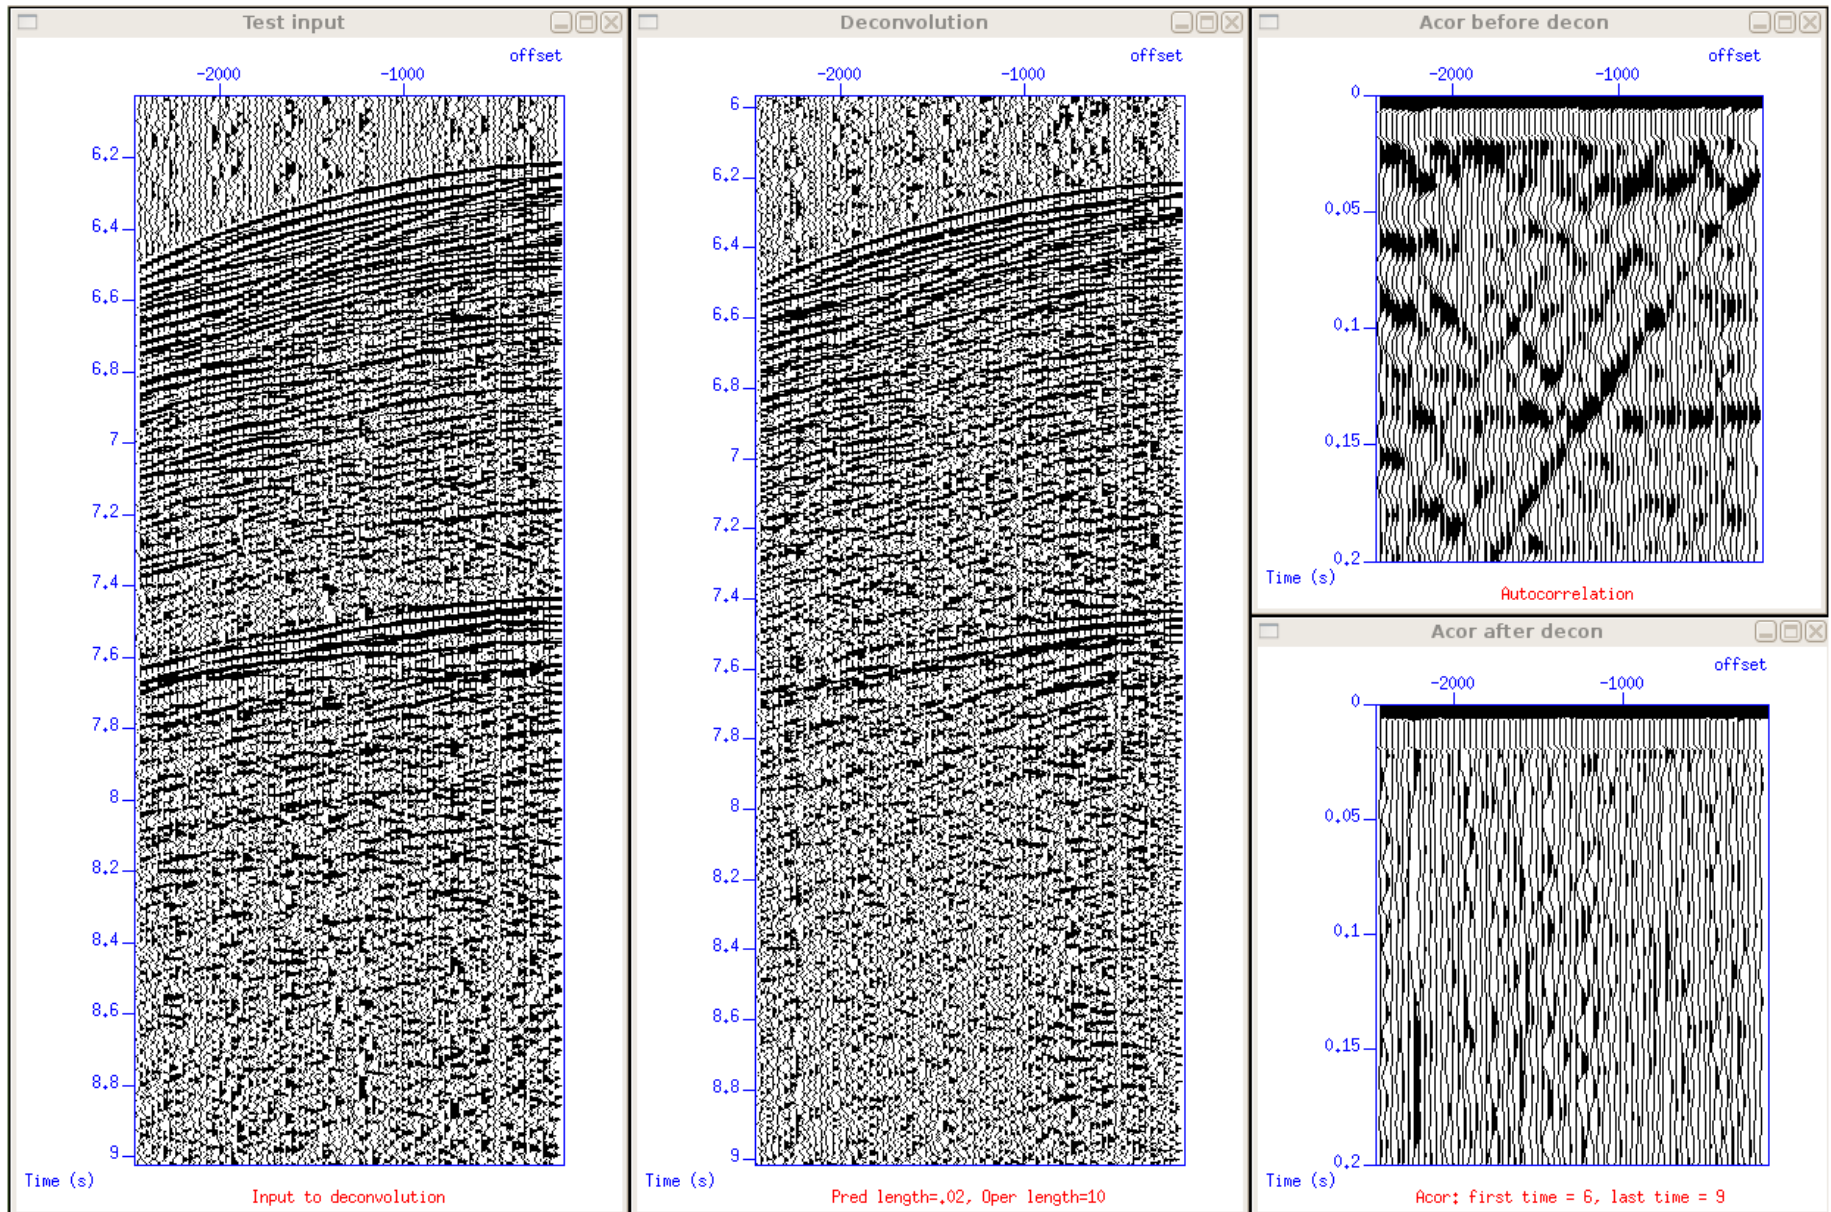 Test input
offset
-2000 -1000
6.2
6.4
6.6
6.8
7
7.2
7.4
7.6
7.8
8
8.2
8.4
8.6
8.8
9
Time (s)
Input to deconvolution
Deconvolution
offset
-2000 -1000
6
6.2
6.4
6.6
6.8
7
7.2
7.4
7.6
7.8
8
8.2
8.4
8.6
8.8
9
Time (s)
Pred length=.02, Oper length=10
Acor before decon
offset
-2000 -1000
0
0.05
0.1
0.15
0.2
Time (s)
Autocorrelation
Acor after decon
offset
-2000 -1000
0
0.05
0.1
0.15
0.2
Time (s)
Acor: first time = 6, last time = 9